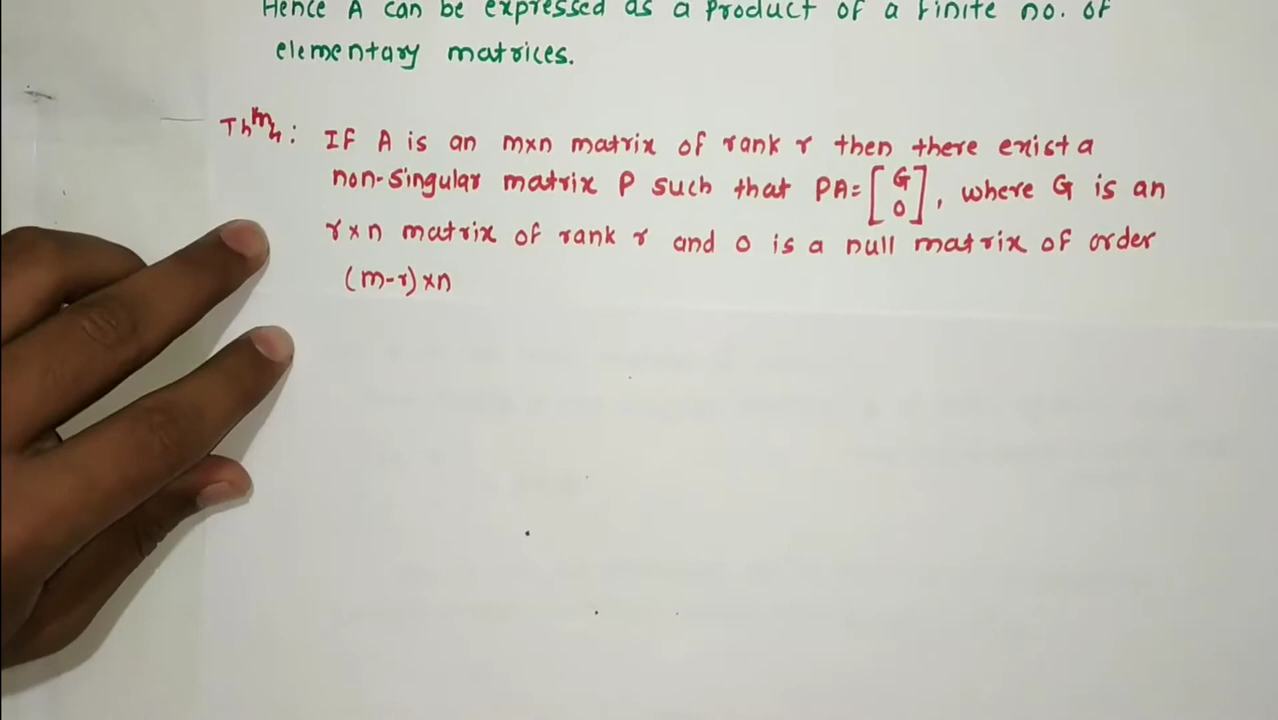 Hence A can be expressed as a product of a finite no. of
elementary matrices.
Thm: If A is an m×n matrix of rank r then there exist a
non-singular matrix P such that PA= [G 0], where G is an
r×n matrix of rank r and 0 is a null matrix of order
(m-r)×n